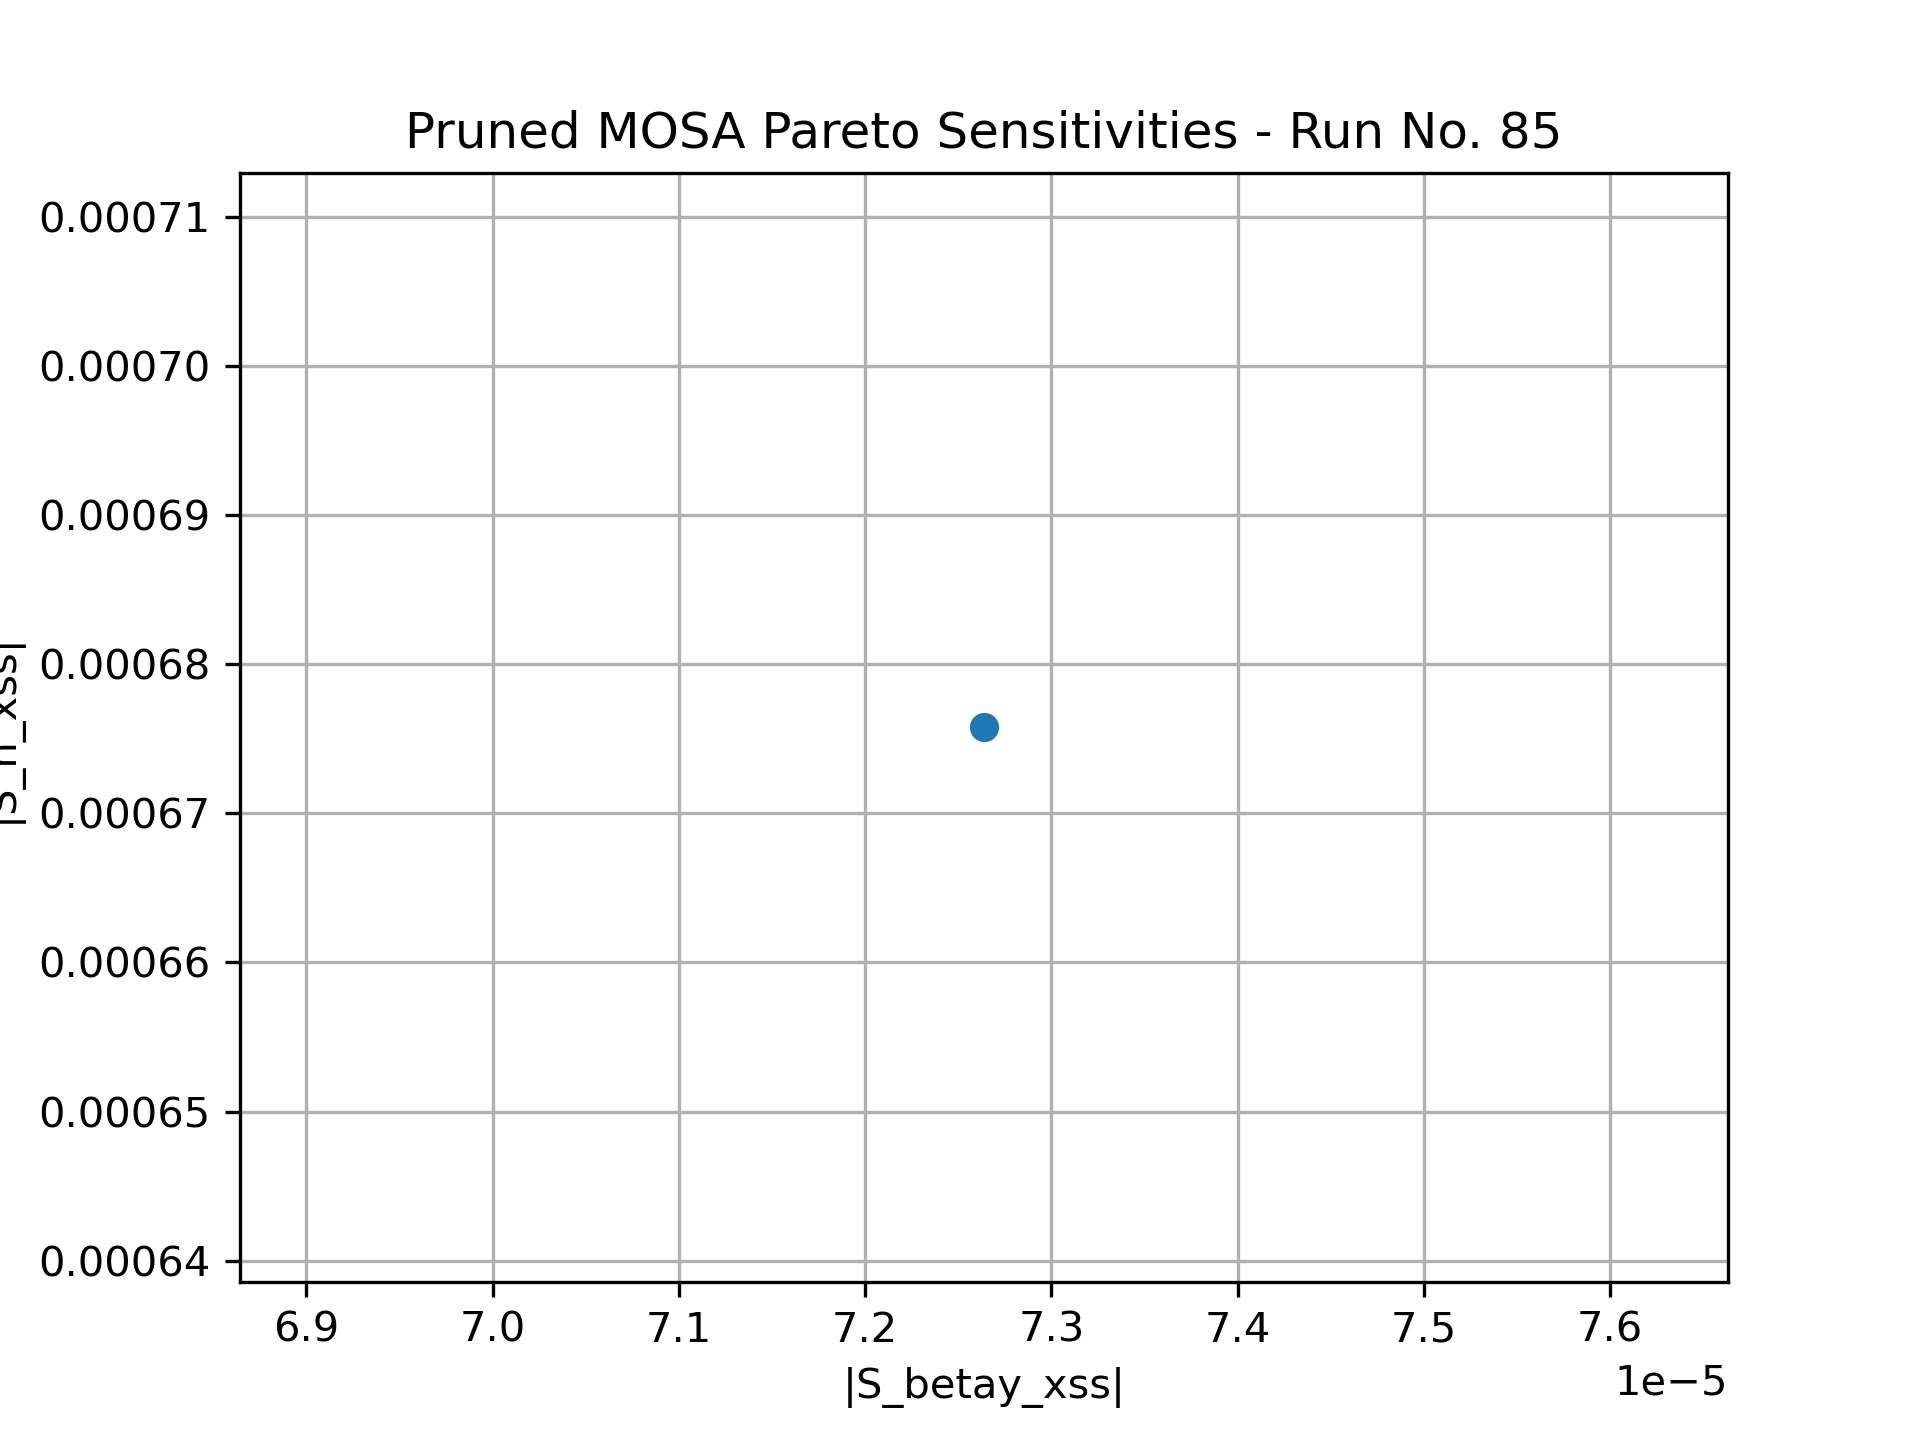 Pruned MOSA Pareto Sensitivities - Run No. 85
0.00071
0.00070
0.00069
0.00068
0.00067
0.00066
0.00065
0.00064
|S_n_xss|
6.9 7.0 7.1 7.2 7.3 7.4 7.5 7.6
1e−5
|S_betay_xss|